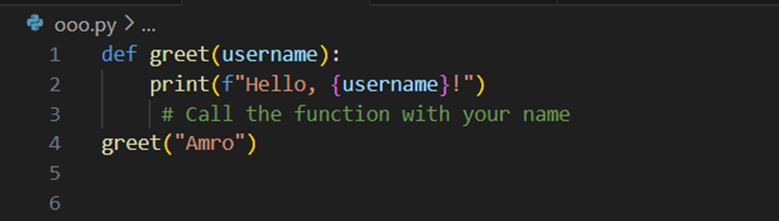 ooo.py > ...
1 def greet(username):
2     print(f"Hello, {username}!")
3      # Call the function with your name
4 greet("Amro")
5
6